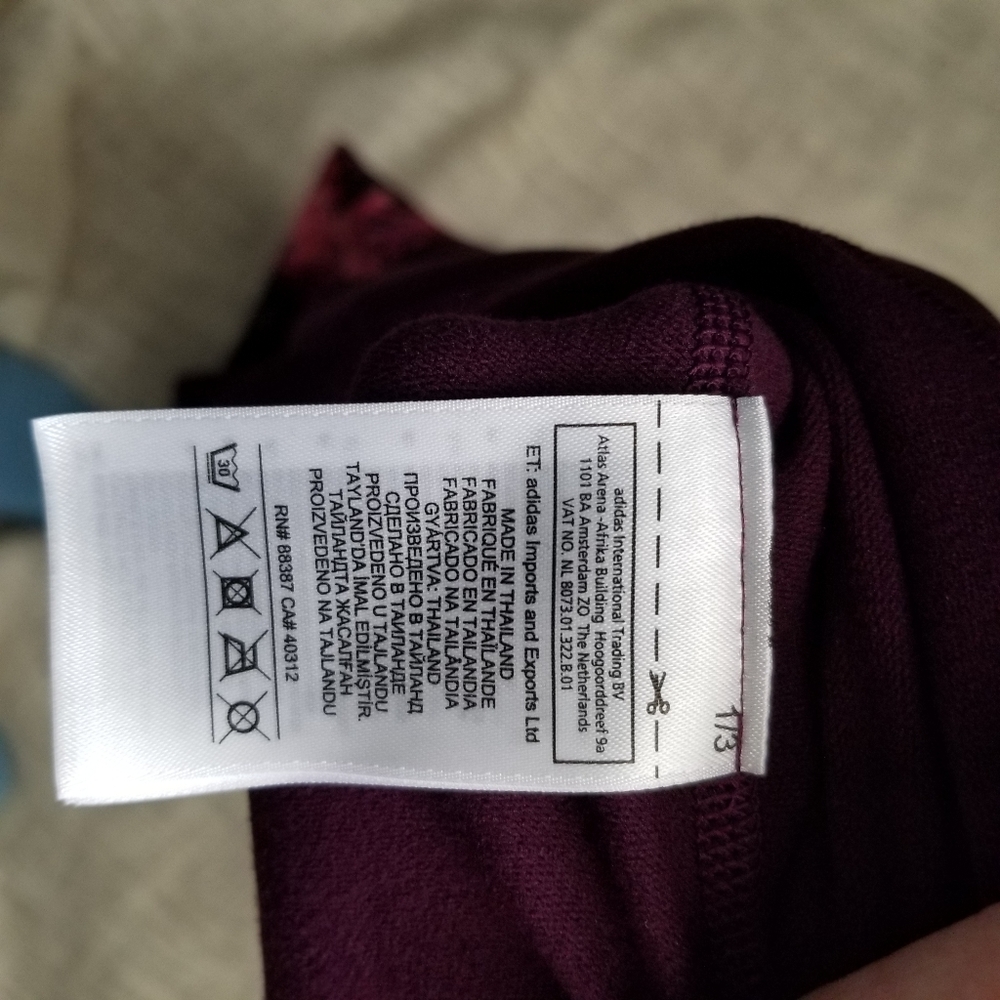 1/3
adidas International Trading BV
Atlas Arena -Afrika Building Hoogoorddreef 9a
1101 BA Amsterdam ZO The Netherlands
VAT NO. NL 8073.01.322.B.01
ET: adidas Imports and Exports Ltd
MADE IN THAILAND
FABRIQUÉ EN THAÏLANDE
FABRICADO EN TAILANDIA
FABRICADO NA TAILÂNDIA
GYÁRTVA: THAILAND
ПРОИЗВЕДЕНО В ТАЙЛАНД
СДЕЛАНО В ТАИЛАНДЕ
PROIZVEDENO U TAJLANDU
TAYLAND'DA İMAL EDİLMİŞTİR.
ТАЙЛАНДТА ЖАСАЛҒАН
PROIZVEDENO NA TAJLANDU
RN# 88387 CA# 40312
30